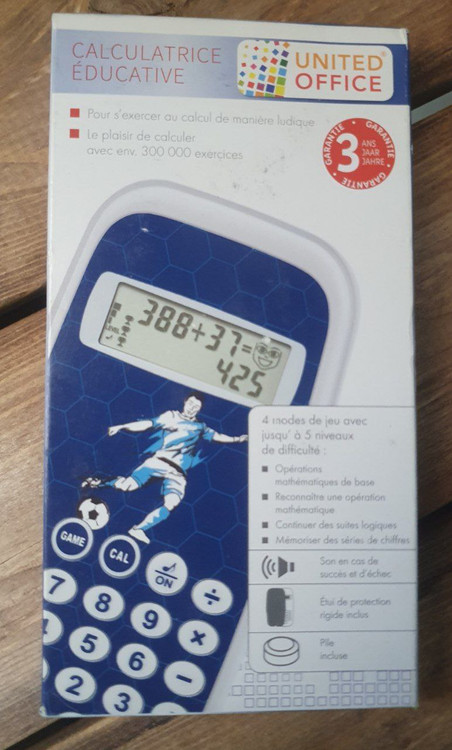 CALCULATRICE
ÉDUCATIVE
UNITED®
OFFICE
Pour s'exercer au calcul de manière ludique
Le plaisir de calculer
avec env. 300 000 exercices
GARANTIE • GARANTIE • GARANTIE
3
ANS
JAAR
JAHRE
388+37=
425
4 modes de jeu avec
jusqu' à 5 niveaux
de difficulté :
Opérations
mathématiques de base
Reconnaître une opération
mathématique
Continuer des suites logiques
Mémoriser des séries de chiffres
Son en cas de
succès et d'échec
Étui de protection
rigide inclus
Pile
incluse
GAME
CAL
ON
÷
7
8
9
×
5
6
−
2
3